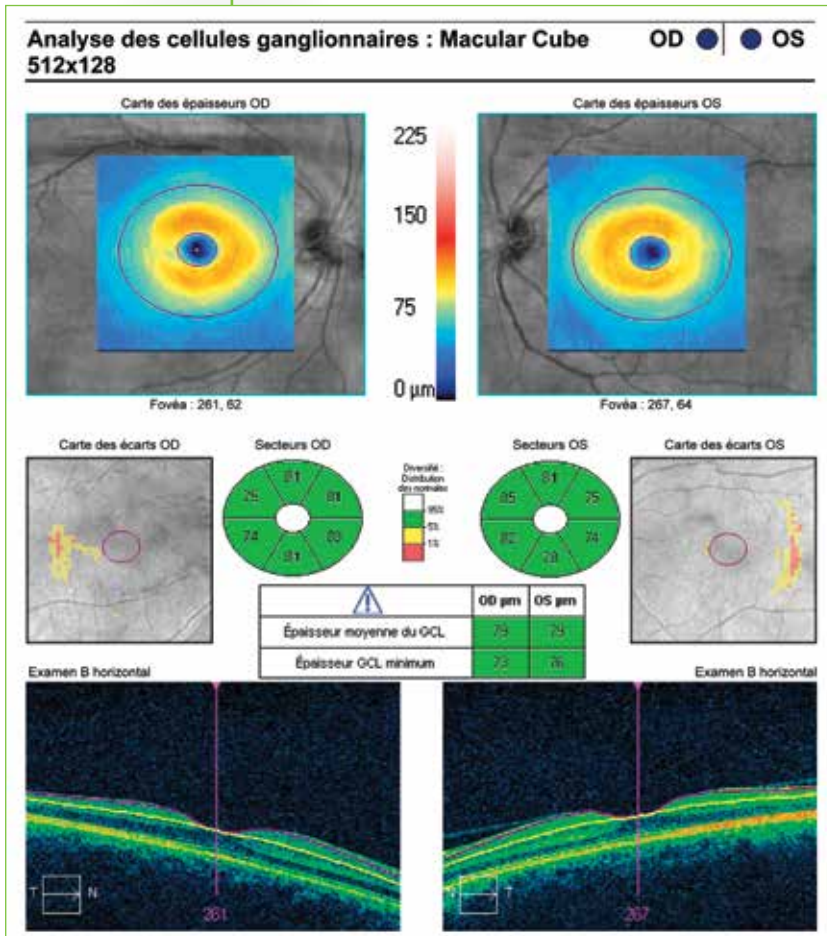 Analyse des cellules ganglionnaires : Macular Cube
512x128
OD OS
Carte des épaisseurs OD
Carte des épaisseurs OS
225
150
75
0 µm
Fovéa : 261, 62
Fovéa : 267, 64
Carte des écarts OD
Secteurs OD
Secteurs OS
Carte des écarts OS
Diversité :
Distribution
des normales
95%
5%
1%
81
81
74
81
81
85
82
74
OD µm OS µm
Épaisseur moyenne du GCL 79 79
Épaisseur GCL minimum 73 76
Examen B horizontal
Examen B horizontal
T N
261
T
267